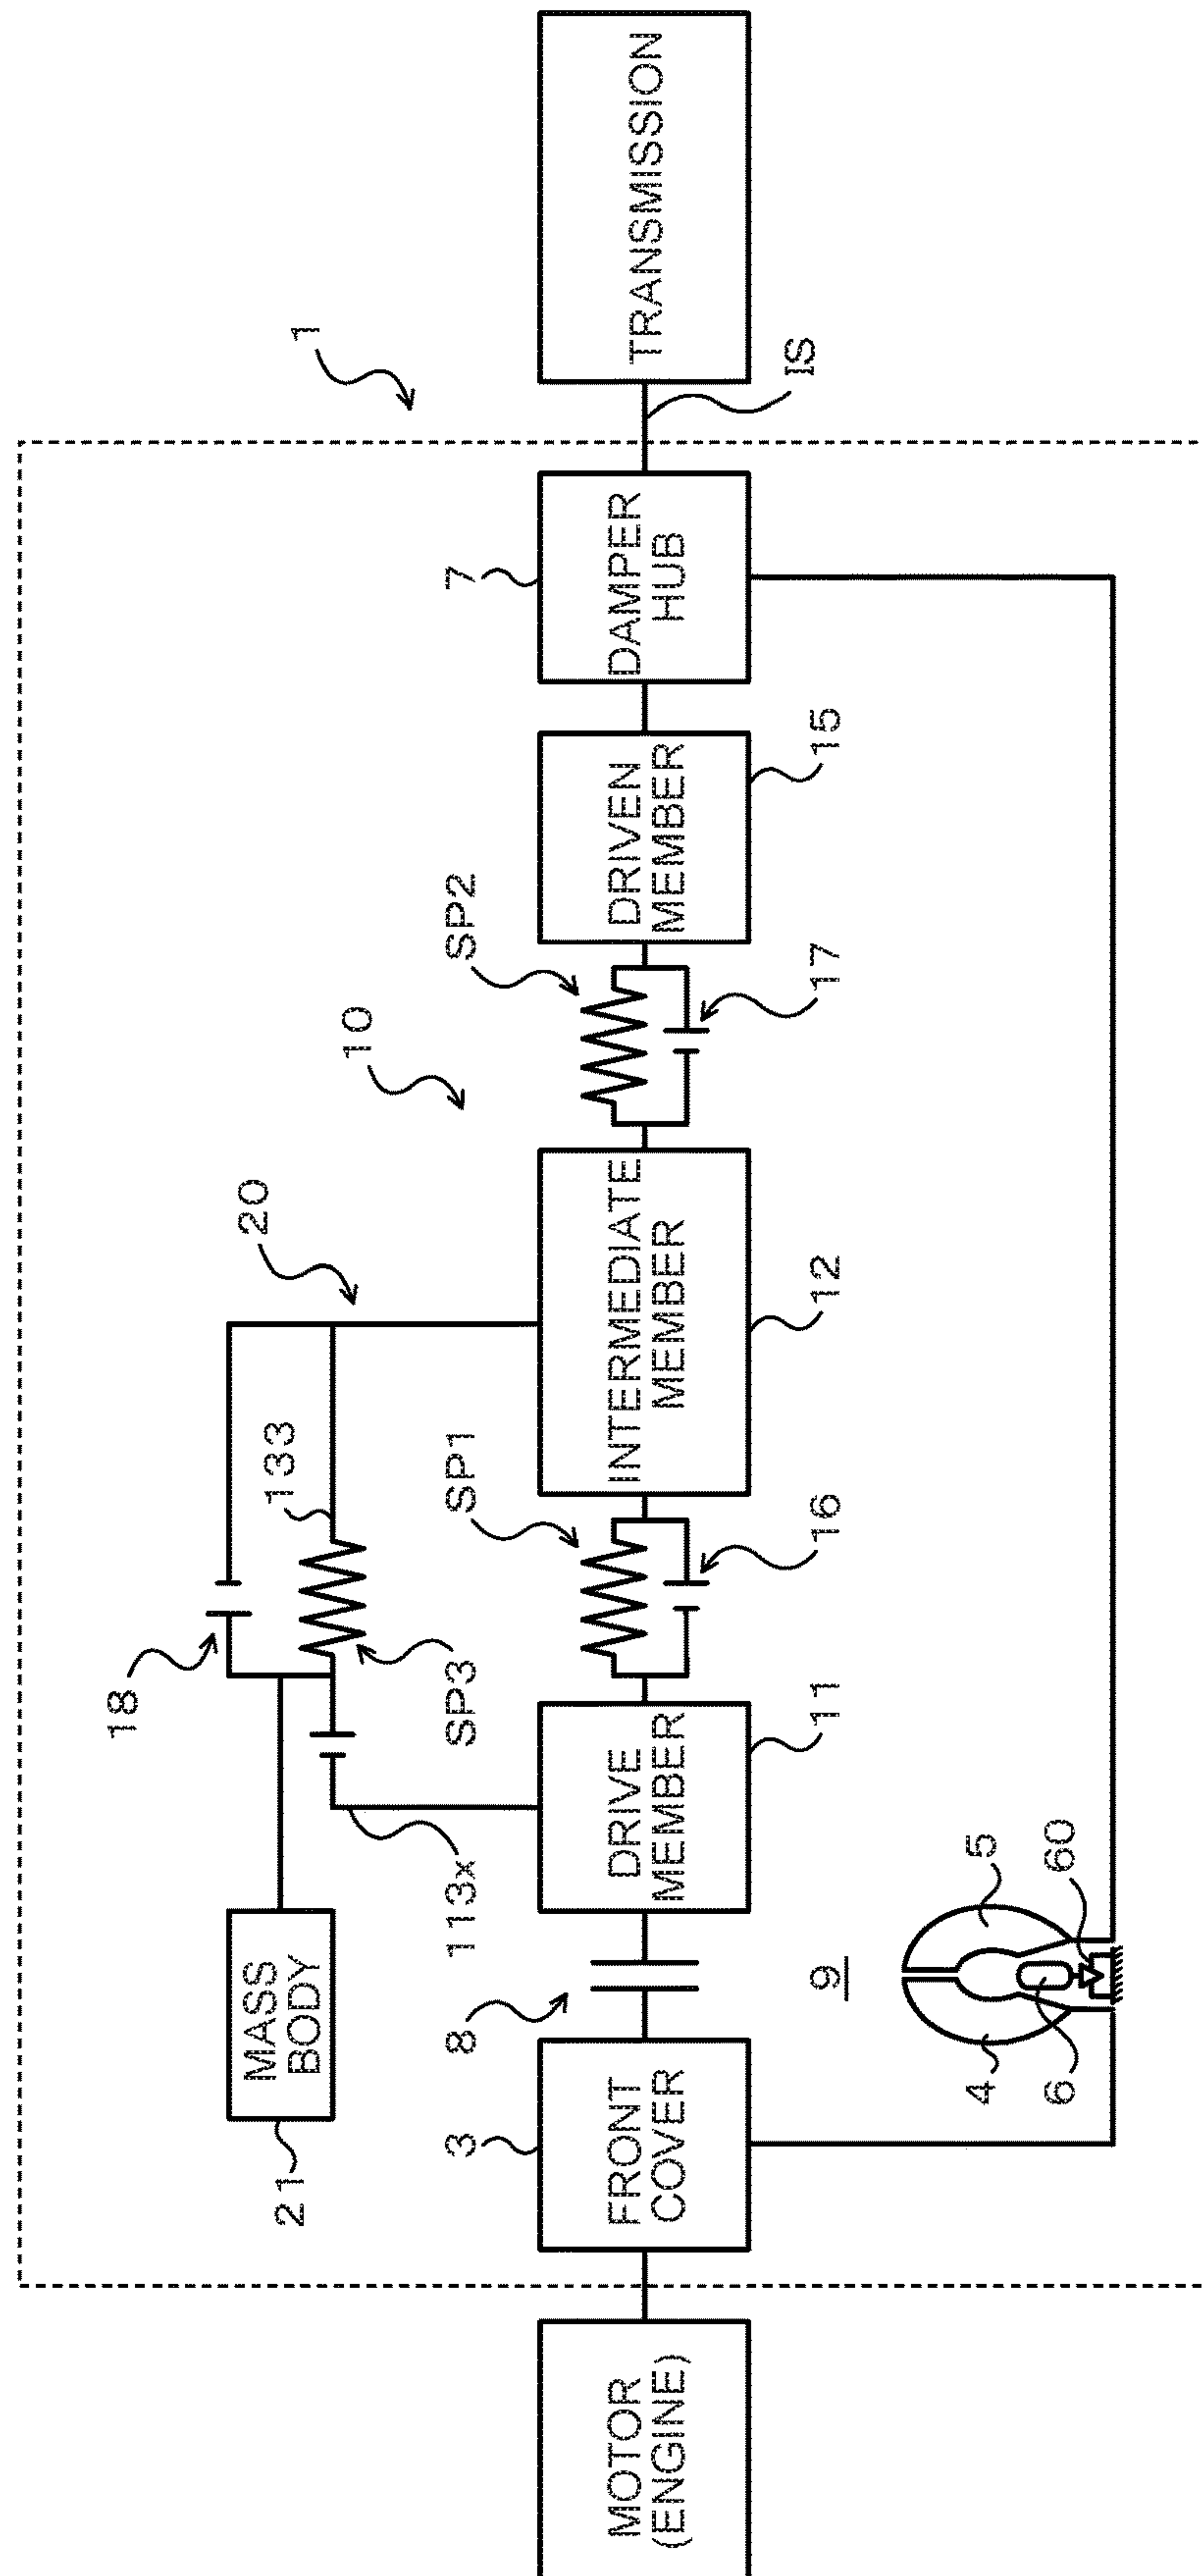 1
TRANSMISSION
IS
7
DAMPER
HUB
15
DRIVEN
MEMBER
SP2
17
10
20
INTERMEDIATE
MEMBER
12
133
SP1
16
18
SP3
11
DRIVE
MEMBER
113x
MASS
BODY
21
8
9
5
60
4
6
3
FRONT
COVER
MOTOR
(ENGINE)